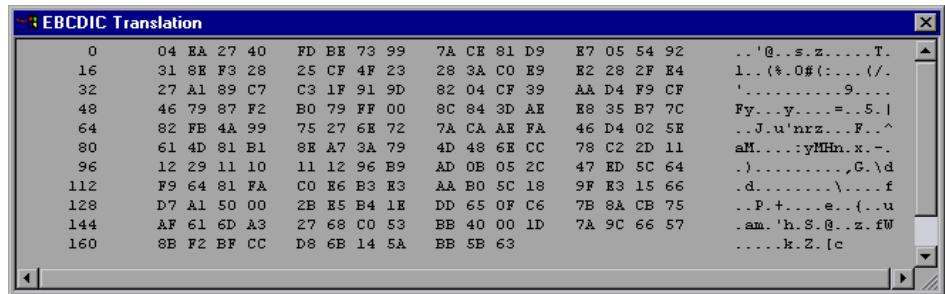 EBCDIC Translation
0 04 EA 27 40 FD BE 73 99 7A CE 81 D9 E7 05 54 92 ..'@..s.z.....T.
16 31 8E F3 28 25 CF 4F 23 28 3A C0 E9 E2 28 2F E4 1..(%.O#(:...(/.
32 27 A1 89 C7 C3 1F 91 9D 82 04 CF 39 AA D4 F9 CF '..........9....
48 46 79 87 F2 B0 79 FF 00 8C 84 3D AE E8 35 B7 7C Fy...y....=..5.|
64 82 FB 4A 99 75 27 6E 72 7A CA AE FA 46 D4 02 5E ..J.u'nrz...F..^
80 61 4D 81 B1 8E A7 3A 79 4D 48 6E CC 78 C2 2D 11 aM....:yMHn.x.-.
96 12 29 11 10 11 12 96 B9 AD 0B 05 2C 47 ED 5C 64 .).........,G.\d
112 F9 64 81 FA C0 E6 B3 E3 AA B0 5C 18 9F E3 15 66 .d........\....f
128 D7 A1 50 00 2B E5 B4 1E DD 65 0F C6 7B 8A CB 75 ..P.+....e..{..u
144 AF 61 6D A3 27 68 C0 53 BB 40 00 1D 7A 9C 66 57 .am.'h.S.@..z.fW
160 8B F2 BF CC D8 6B 14 5A BB 5B 63 .....k.Z.[c